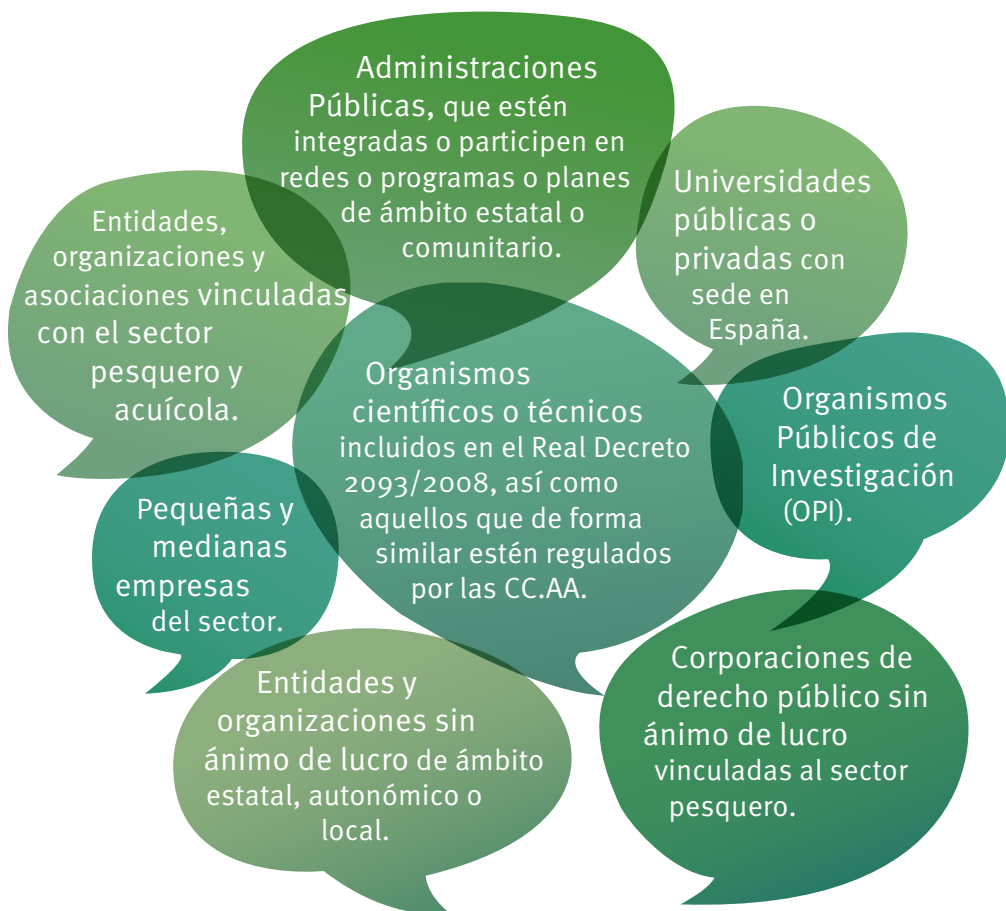 Administraciones
Públicas, que estén
integradas o participen en
redes o programas o planes
de ámbito estatal o
comunitario.
Entidades,
organizaciones y
asociaciones vinculadas
con el sector
pesquero y
acuícola.
Universidades
públicas o
privadas con
sede en
España.
Organismos
científicos o técnicos
incluidos en el Real Decreto
2093/2008, así como
aquellos que de forma
similar estén regulados
por las CC.AA.
Organismos
Públicos de
Investigación
(OPI).
Pequeñas y
medianas
empresas
del sector.
Entidades y
organizaciones sin
ánimo de lucro de ámbito
estatal, autonómico o
local.
Corporaciones de
derecho público sin
ánimo de lucro
vinculadas al sector
pesquero.